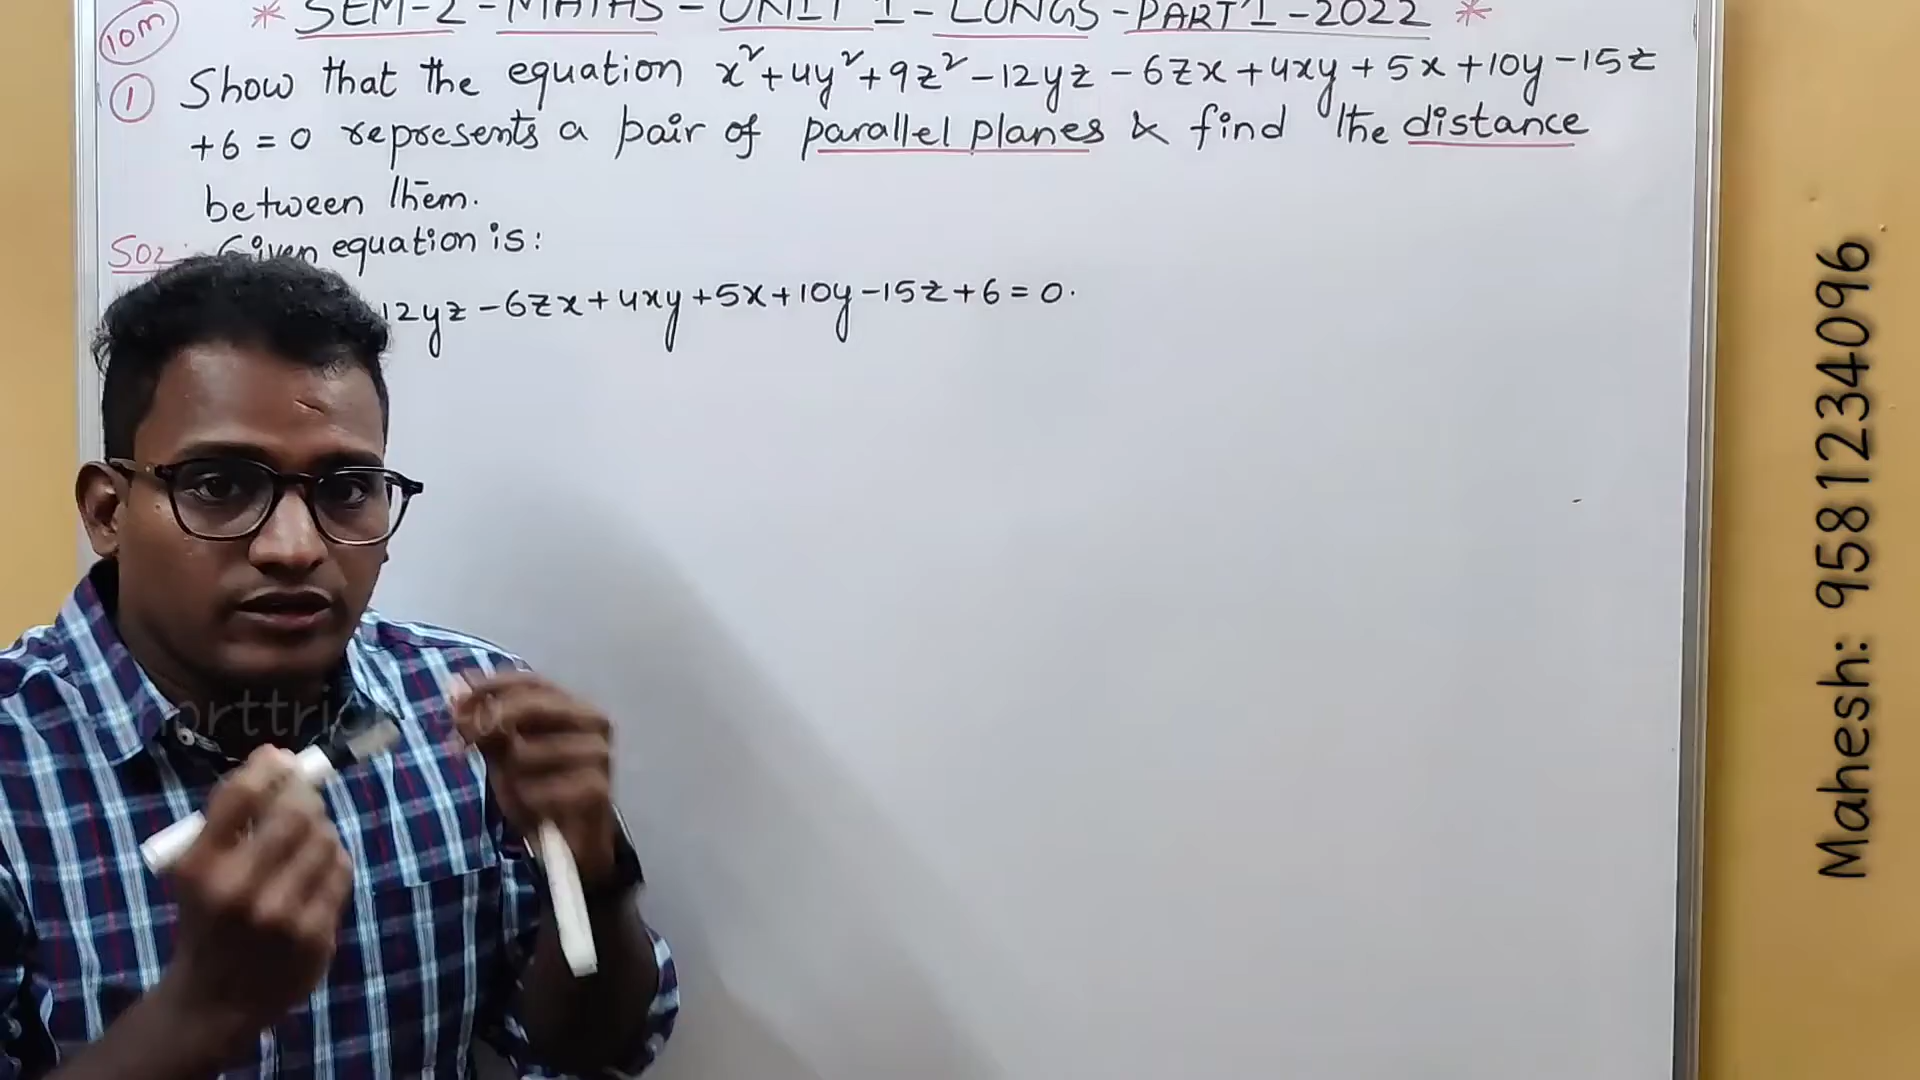 * SEM-2-MATHS-UNIT 1-LONGS-PART 1-2022 *
10m
① Show that the equation x²+4y²+9z²-12yz-6zx+4xy+5x+10y-15z
+6=0 represents a pair of parallel planes & find the distance
between them.
Given equation is:
12yz-6zx+4xy+5x+10y-15z+6=0.
Mahesh: 9581234096